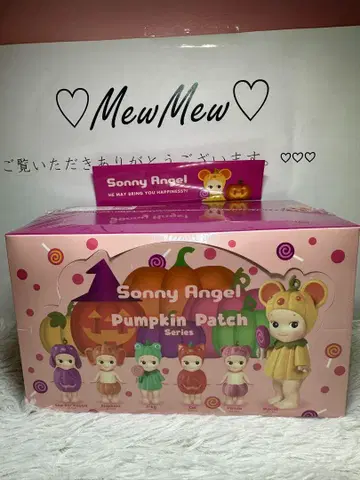 ♡MewMew♡
ご覧いただきありがとうございます。♡♡♡
Sonny Angel
HE MAY BRING YOU HAPPINESS!!
Sonny Angel
Pumpkin Patch
Series